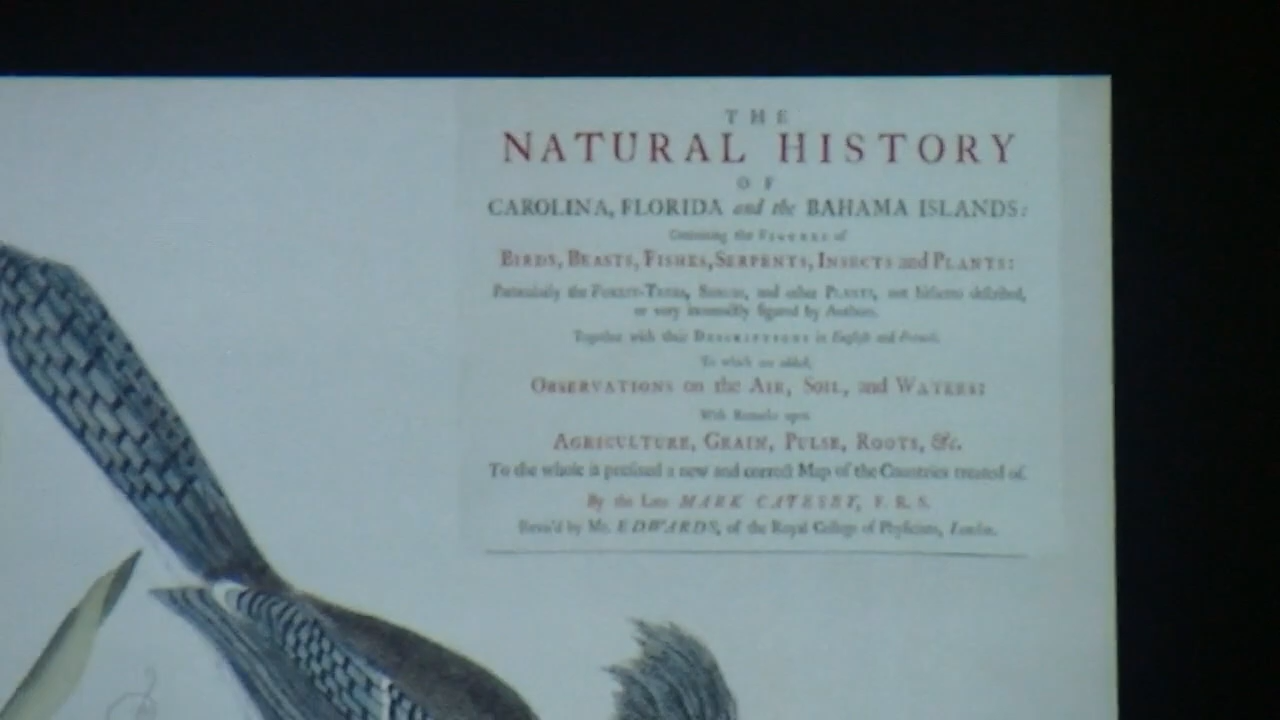 THE
NATURAL HISTORY
OF
CAROLINA, FLORIDA and the BAHAMA ISLANDS:
Containing the FIGURES of
BIRDS, BEASTS, FISHES, SERPENTS, INSECTS and PLANTS:
Particularly the FOREST-TREES, SHRUBS, and other PLANTS, not hitherto described,
or very incorrectly figured by Authors.
Together with their DESCRIPTIONS in English and French.
To which are added,
OBSERVATIONS on the AIR, SOIL, and WATERS:
With Remarks upon
AGRICULTURE, GRAIN, PULSE, ROOTS, &c.
To the whole is prefixed a new and correct Map of the Countries treated of.
By the Late MARK CATESBY, F. R. S.
Revis'd by Mr. EDWARDS, of the Royal College of Physicians, London.